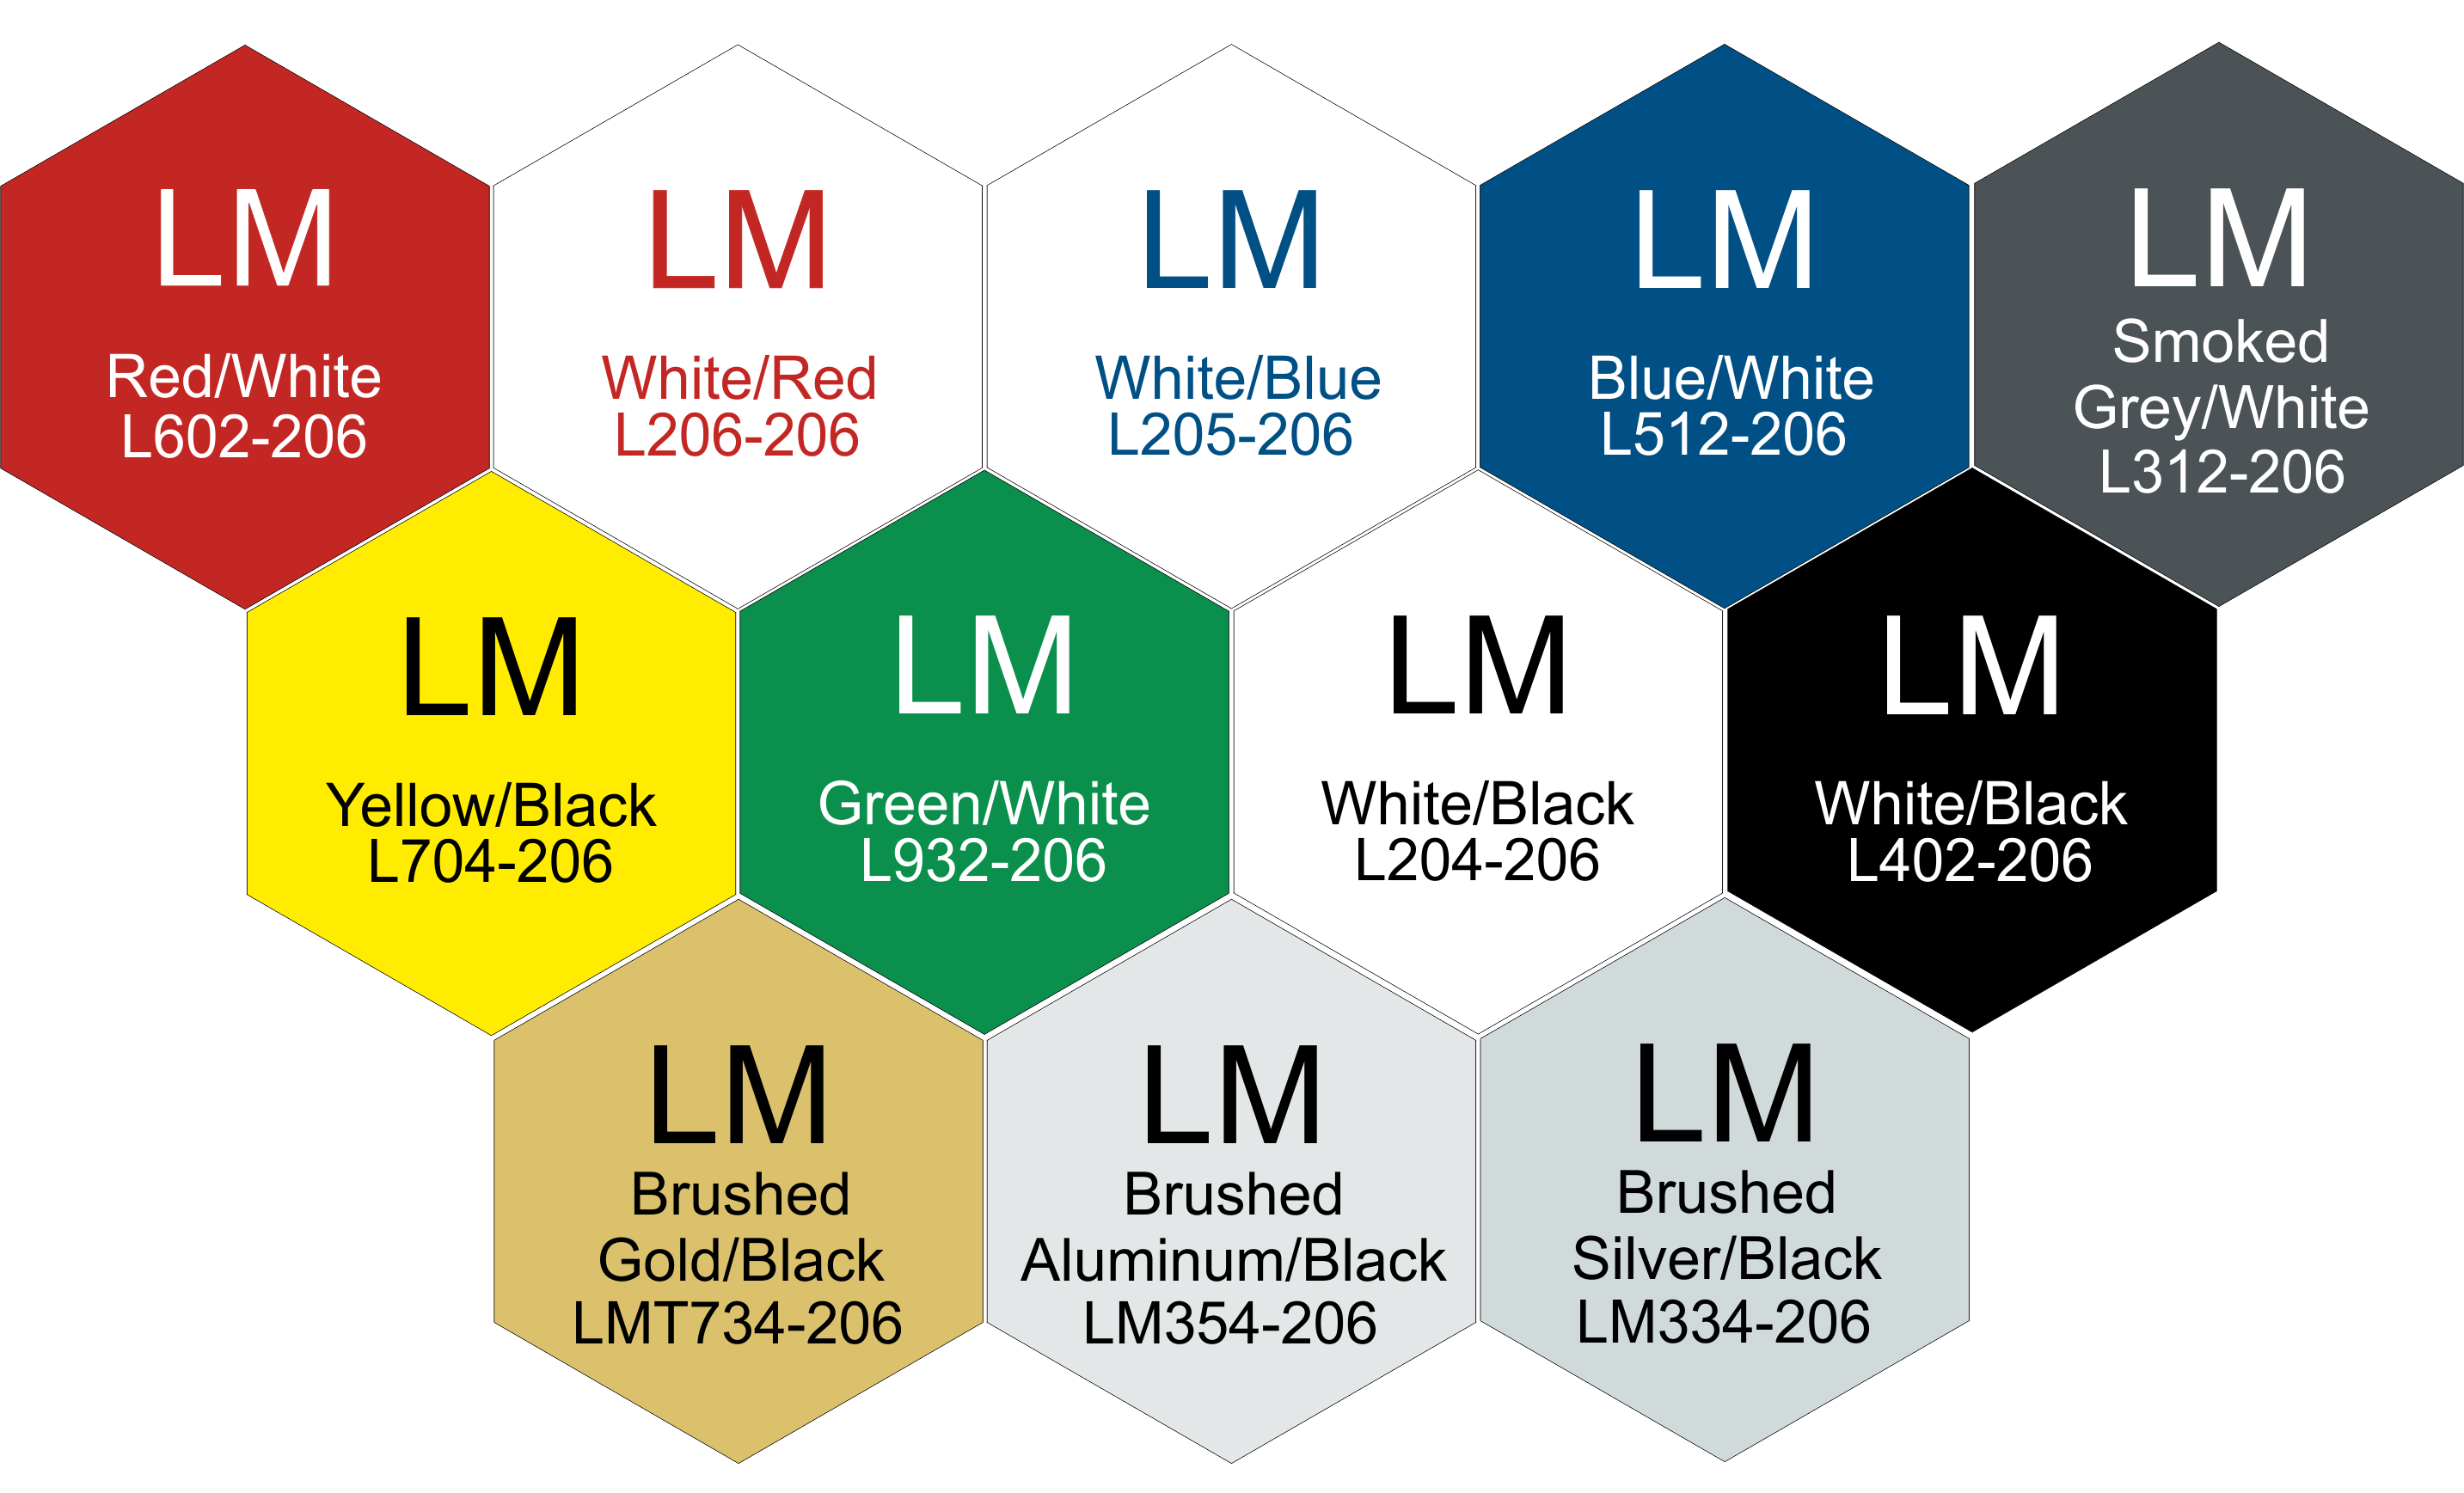 LM
Red/White
L602-206
LM
White/Red
L206-206
LM
White/Blue
L205-206
LM
Blue/White
L512-206
LM
Smoked
Grey/White
L312-206
LM
Yellow/Black
L704-206
LM
Green/White
L932-206
LM
White/Black
L204-206
LM
White/Black
L402-206
LM
Brushed
Gold/Black
LMT734-206
LM
Brushed
Aluminum/Black
LM354-206
LM
Brushed
Silver/Black
LM334-206